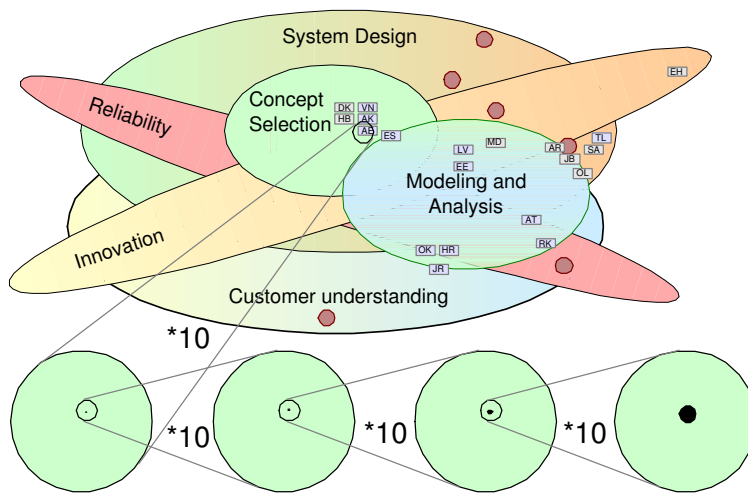 System Design
EH
Reliability
Concept
Selection
DK VN
HB AK
AE
ES
MD
LV
EE
AR
TL
SA
JB
OL
Modeling and
Analysis
AT
Innovation
OK HR
RK
JR
Customer understanding
*10
*10
*10
*10